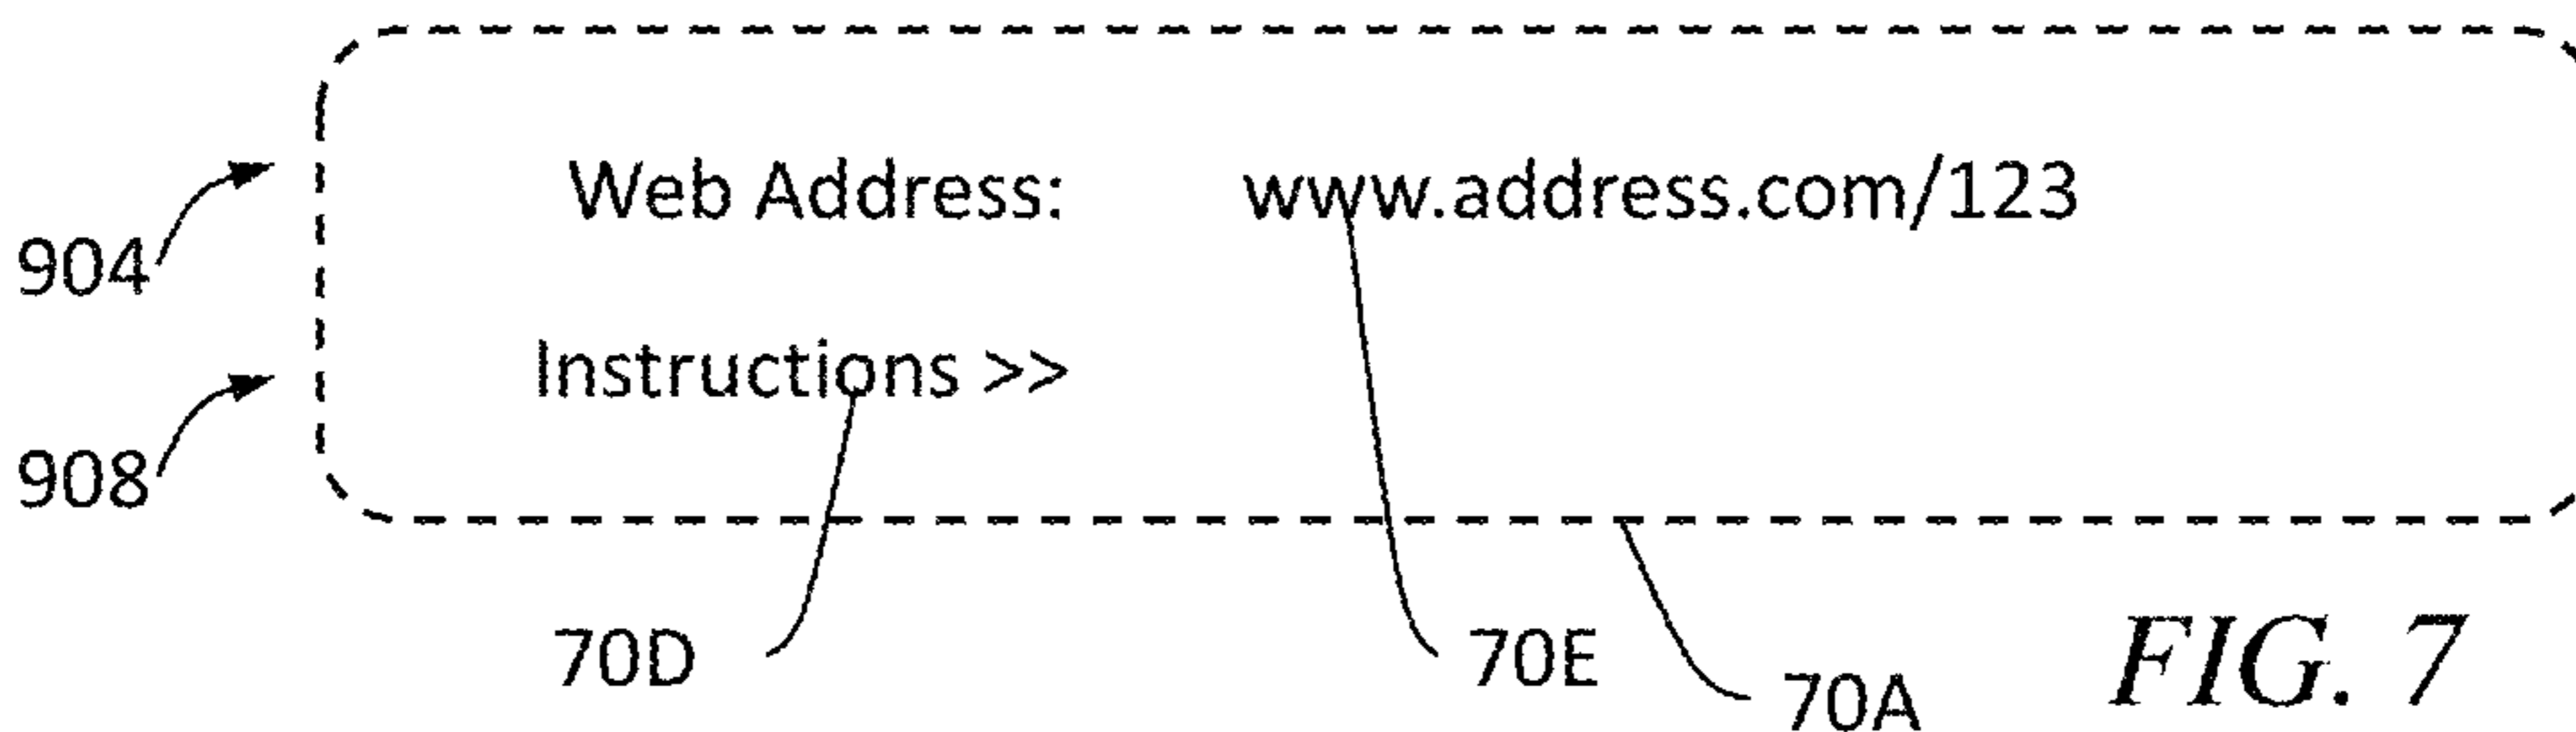 Web Address: www.address.com/123
904
Instructions >>
908
70D 70E 70A
FIG. 7